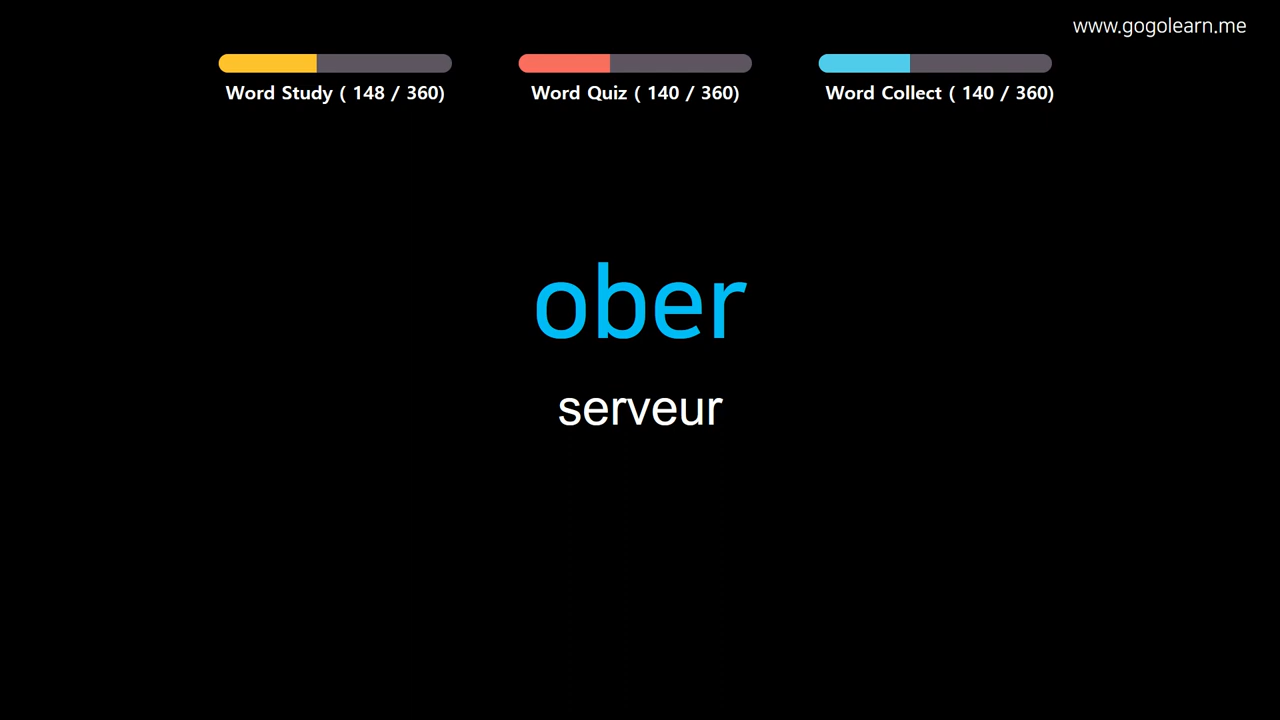 www.gogolearn.me
Word Study ( 148 / 360)
Word Quiz ( 140 / 360)
Word Collect ( 140 / 360)
ober
serveur